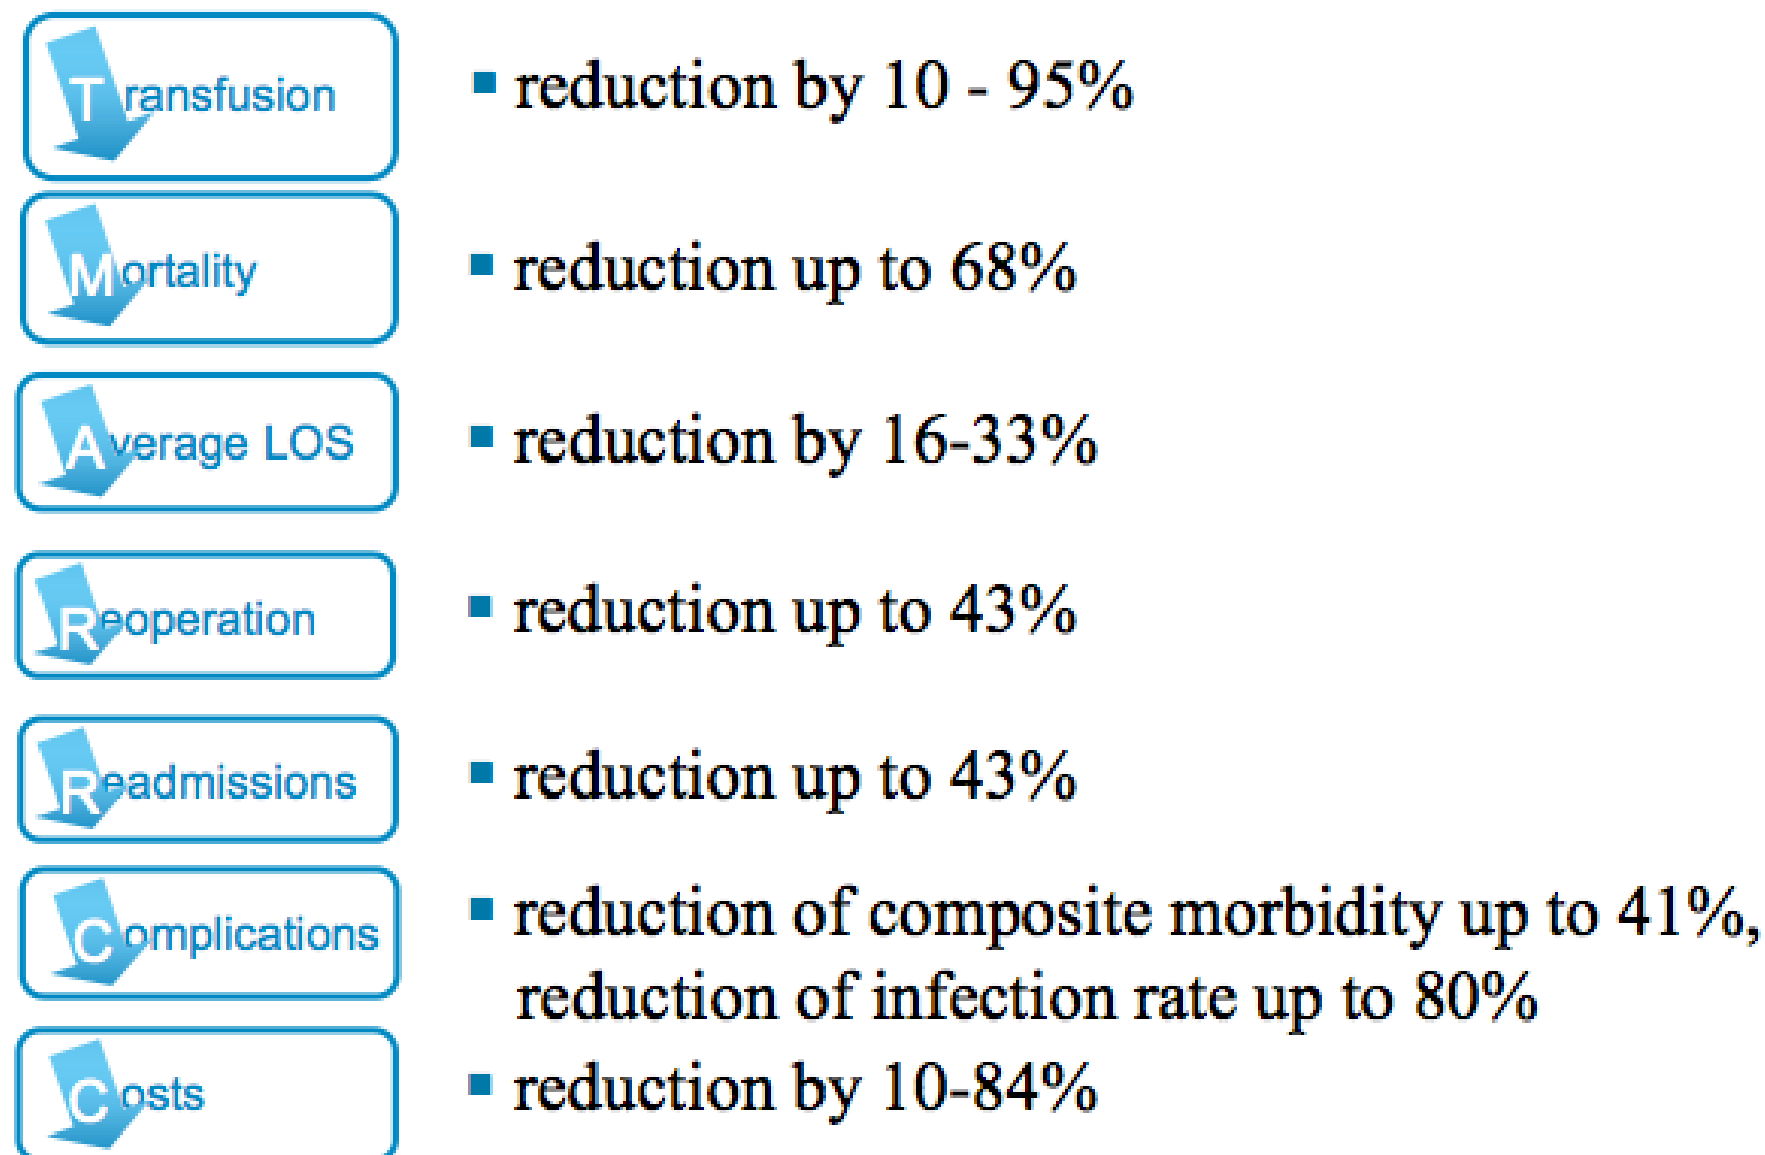 Transfusion ▪ reduction by 10 - 95%
Mortality ▪ reduction up to 68%
Average LOS ▪ reduction by 16-33%
Reoperation ▪ reduction up to 43%
Readmissions ▪ reduction up to 43%
Complications ▪ reduction of composite morbidity up to 41%,
reduction of infection rate up to 80%
Costs ▪ reduction by 10-84%